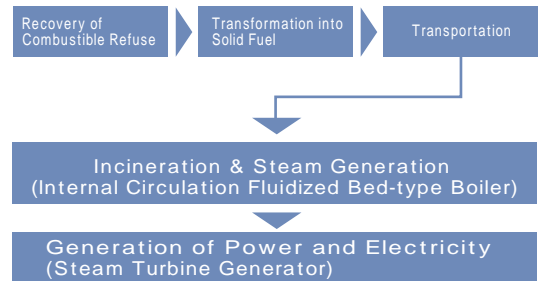 Recovery of
Combustible Refuse
Transformation into
Solid Fuel
Transportation
Incineration & Steam Generation
(Internal Circulation Fluidized Bed-type Boiler)
Generation of Power and Electricity
(Steam Turbine Generator)